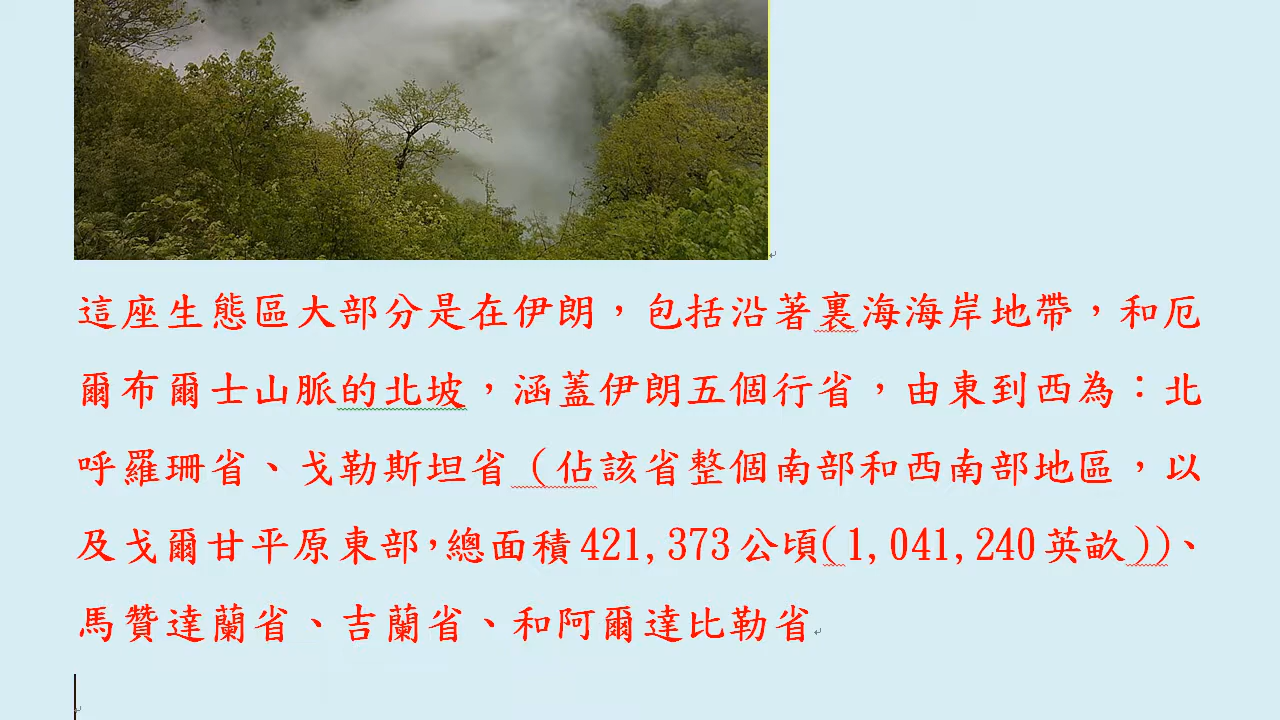 這座生態區大部分是在伊朗，包括沿著裏海海岸地帶，和厄
爾布爾士山脈的北坡，涵蓋伊朗五個行省，由東到西為：北
呼羅珊省、戈勒斯坦省（佔該省整個南部和西南部地區，以
及戈爾甘平原東部，總面積421,373公頃(1,041,240英畝))、
馬贊達蘭省、吉蘭省、和阿爾達比勒省